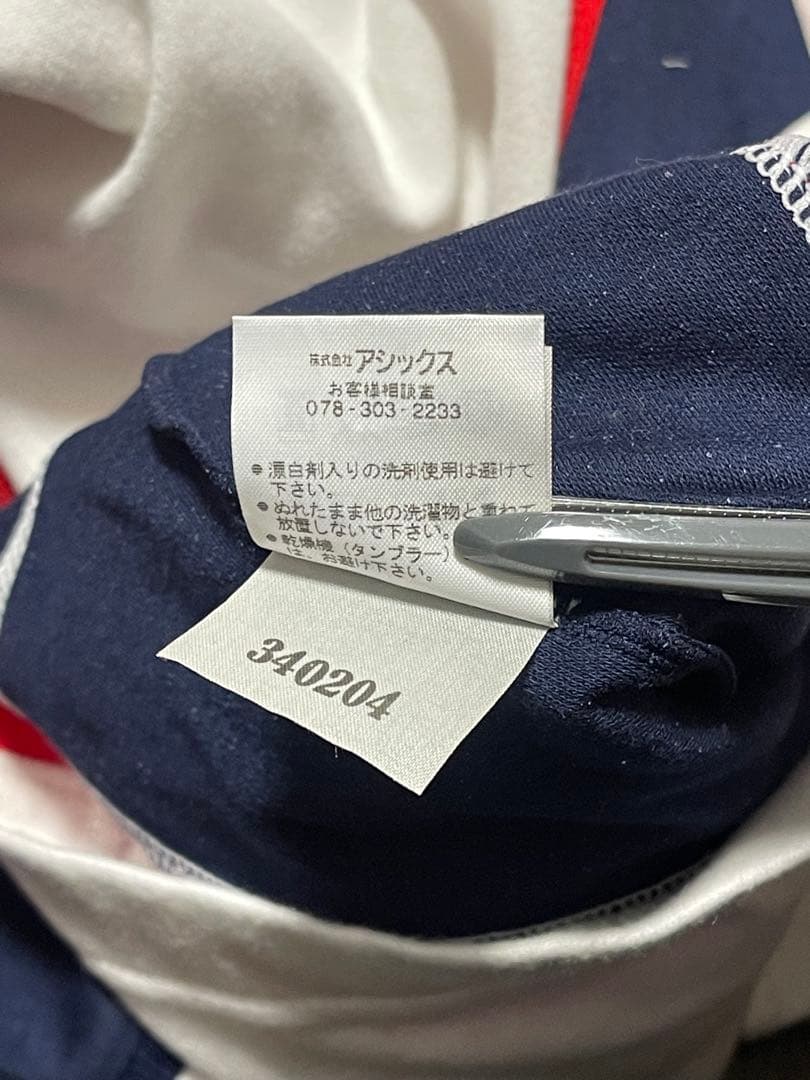 株式会社 アシックス
お客様相談室
078-303-2233
● 漂白剤入りの洗剤使用は避けて
下さい。
● ぬれたまま他の洗濯物と重ねて
放置しないで下さい。
● 乾燥機（タンブラー）
は、お避け下さい。
340204